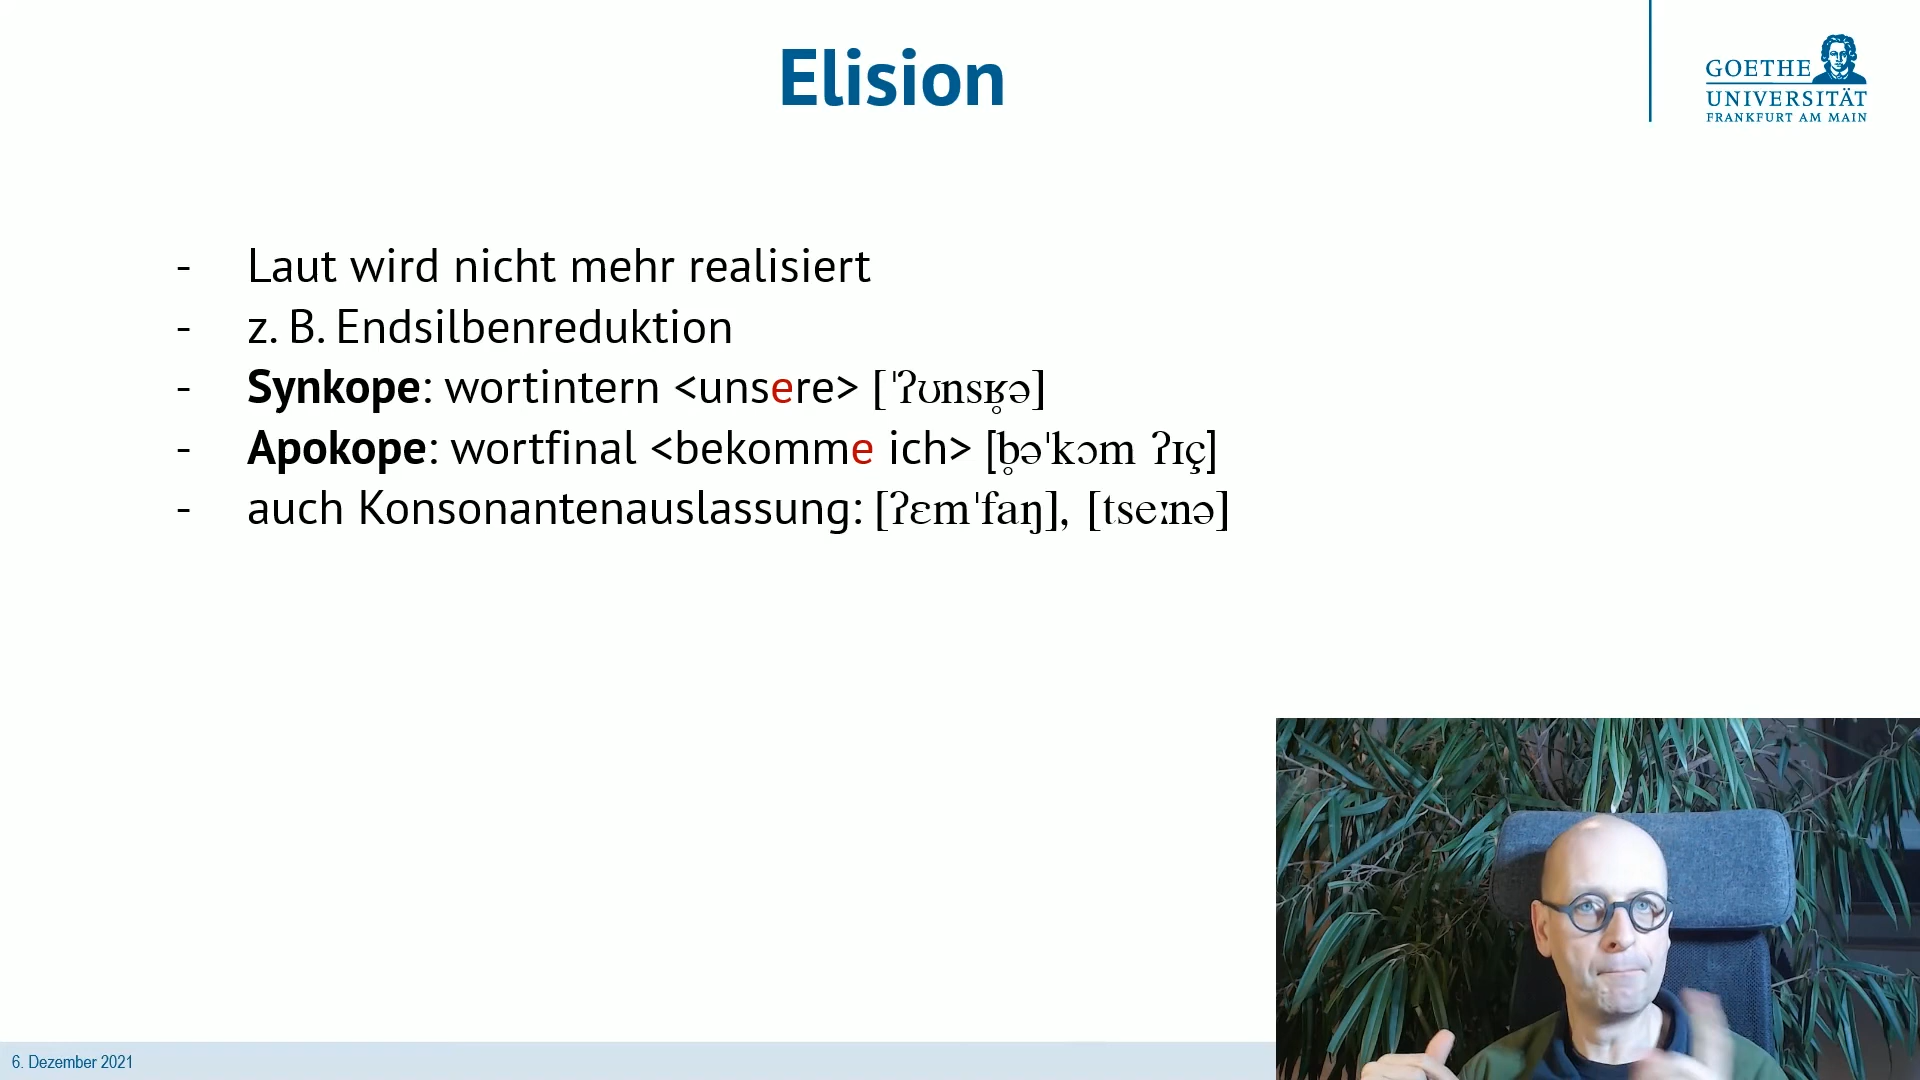 Elision
GOETHE
UNIVERSITÄT
FRANKFURT AM MAIN
- Laut wird nicht mehr realisiert
- z. B. Endsilbenreduktion
- Synkope: wortintern <unsere> [ˈʔʊnsʁ̥ə]
- Apokope: wortfinal <bekomme ich> [b̥əˈkɔm ʔɪç]
- auch Konsonantenauslassung: [ʔɛmˈfaŋ], [tseːnə]
6. Dezember 2021